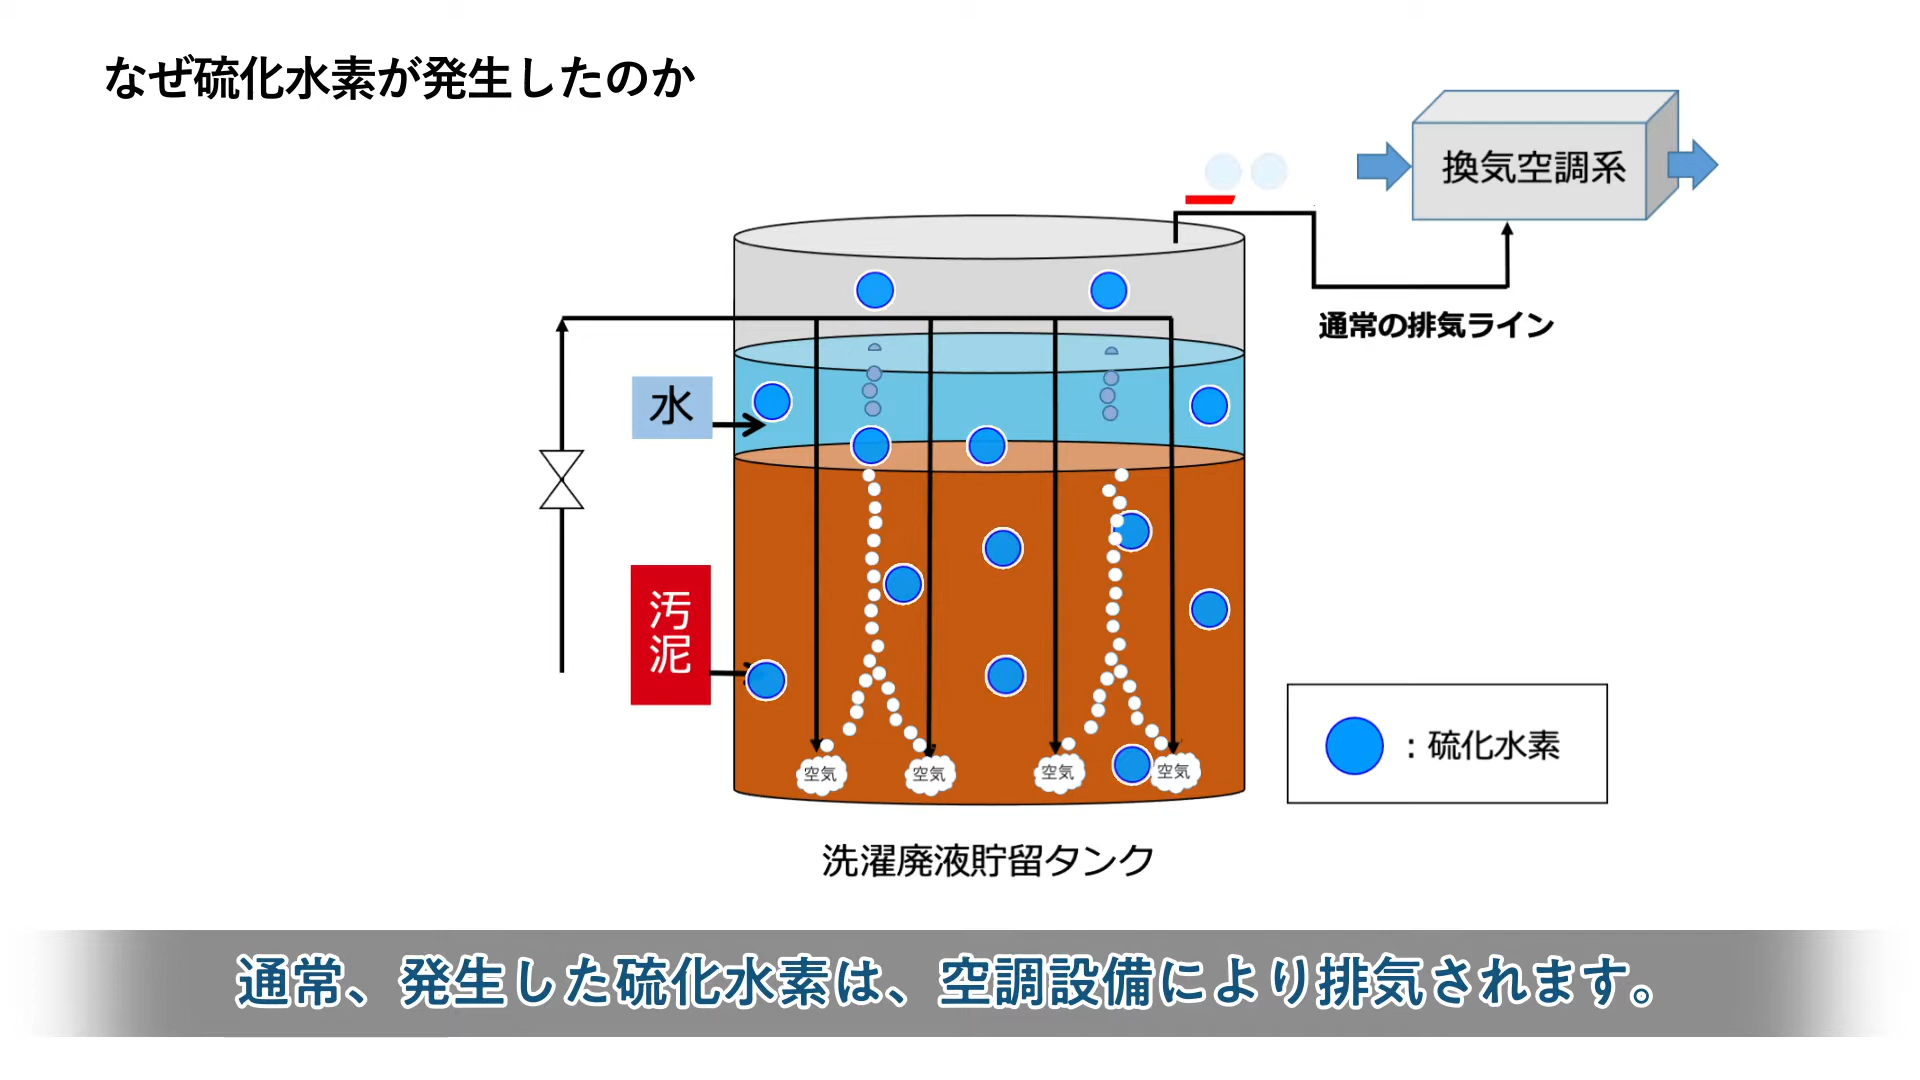 なぜ硫化水素が発生したのか
換気空調系
通常の排気ライン
水
汚泥
空気
空気
空気
空気
：硫化水素
洗濯廃液貯留タンク
通常、発生した硫化水素は、空調設備により排気されます。